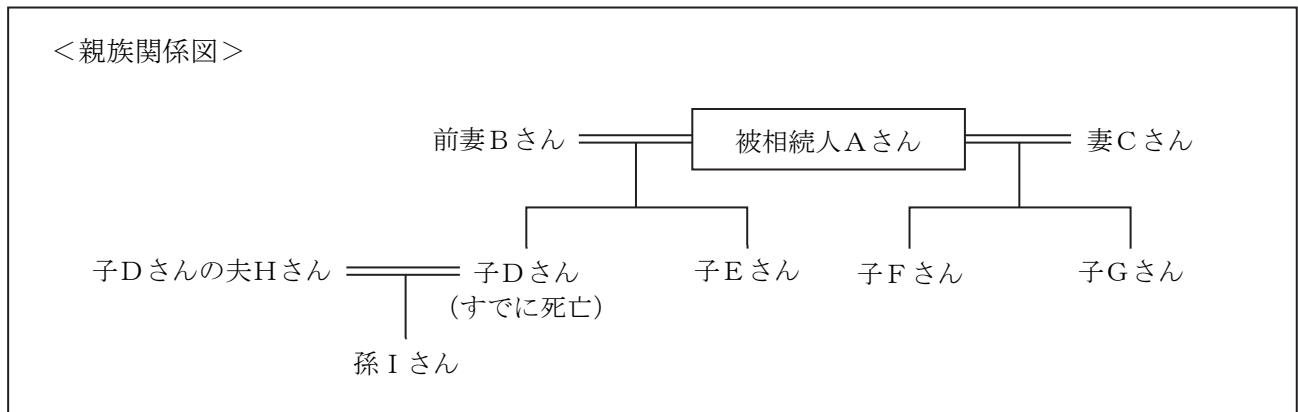 ＜親族関係図＞
前妻Ｂさん 被相続人Ａさん 妻Ｃさん
子Ｄさんの夫Ｈさん 子Ｄさん 子Ｅさん 子Ｆさん 子Ｇさん
（すでに死亡）
孫Ｉさん